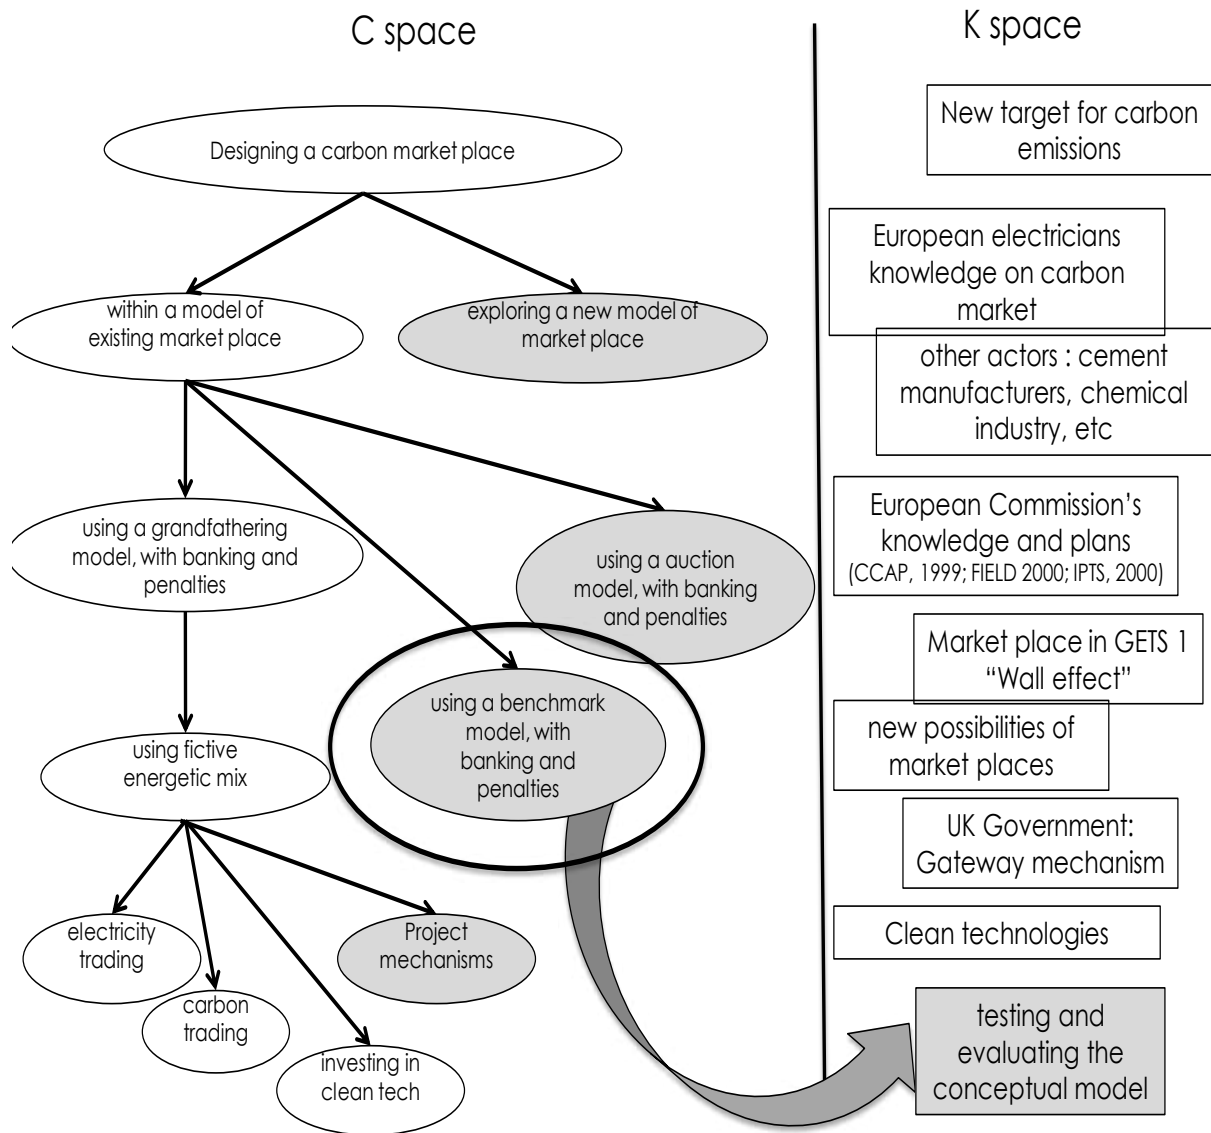 C space
Designing a carbon market place
within a model of
existing market place
exploring a new model of
market place
using a grandfathering
model, with banking and
penalties
using a auction
model, with banking
and penalties
using a benchmark
model, with
banking and
penalties
using fictive
energetic mix
electricity
trading
carbon
trading
investing in
clean tech
Project
mechanisms
K space
New target for carbon
emissions
European electricians
knowledge on carbon
market
other actors : cement
manufacturers, chemical
industry, etc
European Commission’s
knowledge and plans
(CCAP, 1999; FIELD 2000; IPTS, 2000)
Market place in GETS 1
“Wall effect”
new possibilities of
market places
UK Government:
Gateway mechanism
Clean technologies
testing and
evaluating the
conceptual model